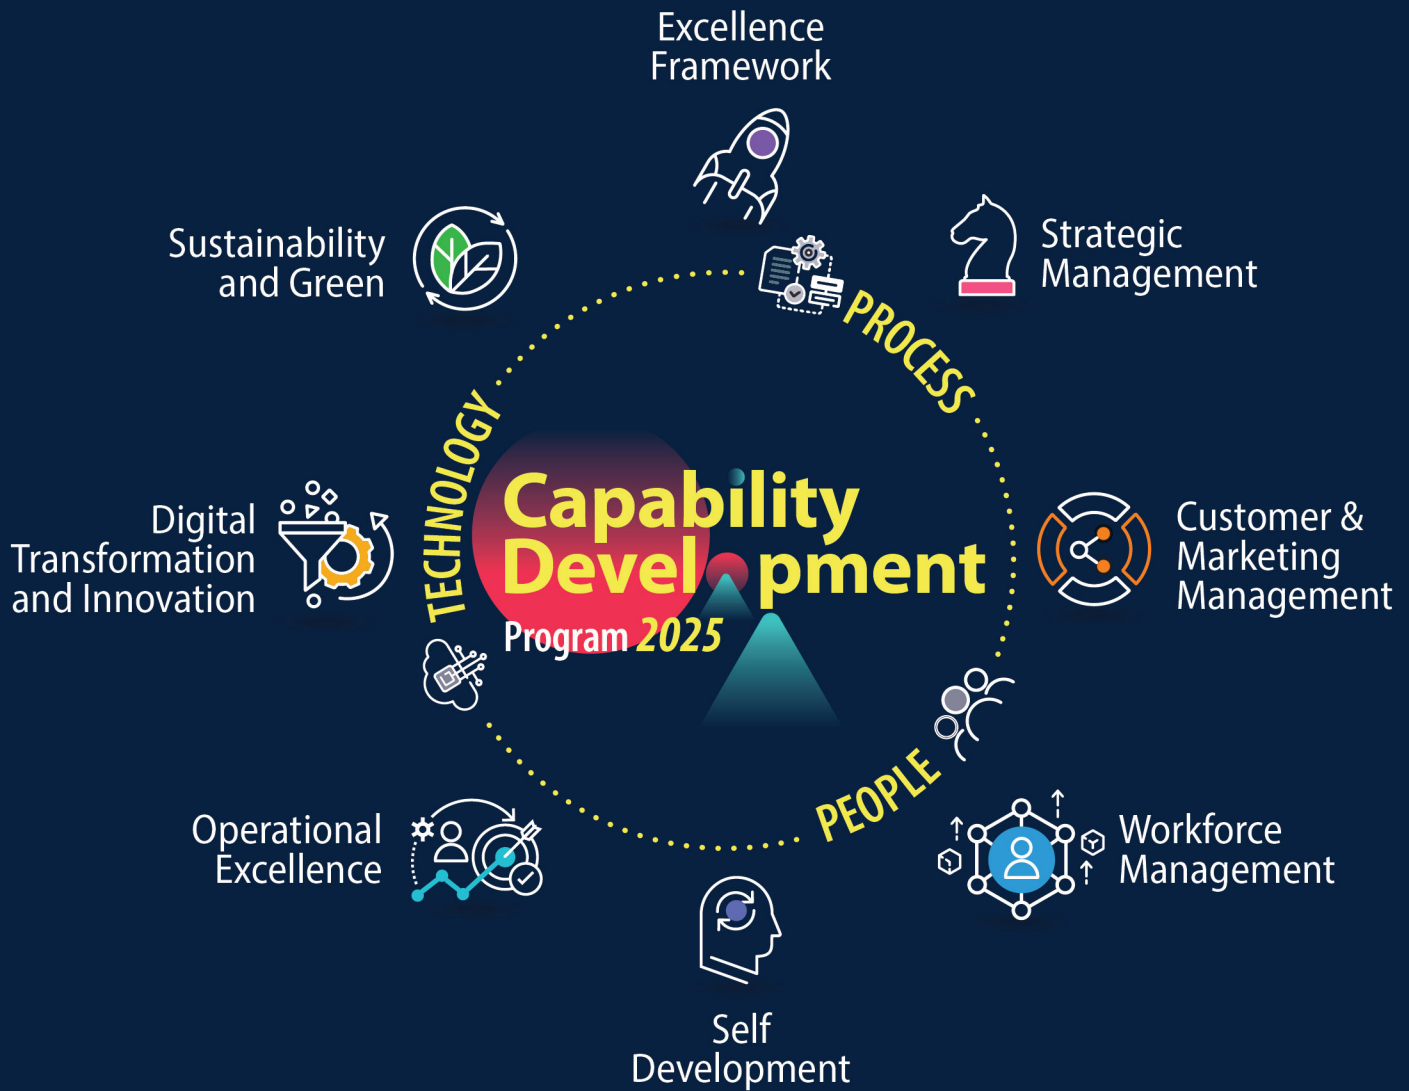 Excellence
Framework
Strategic
Management
Sustainability
and Green
PROCESS
TECHNOLOGY
Capability
Development
Program 2025
Digital
Transformation
and Innovation
Customer &
Marketing
Management
PEOPLE
Operational
Excellence
Workforce
Management
Self
Development